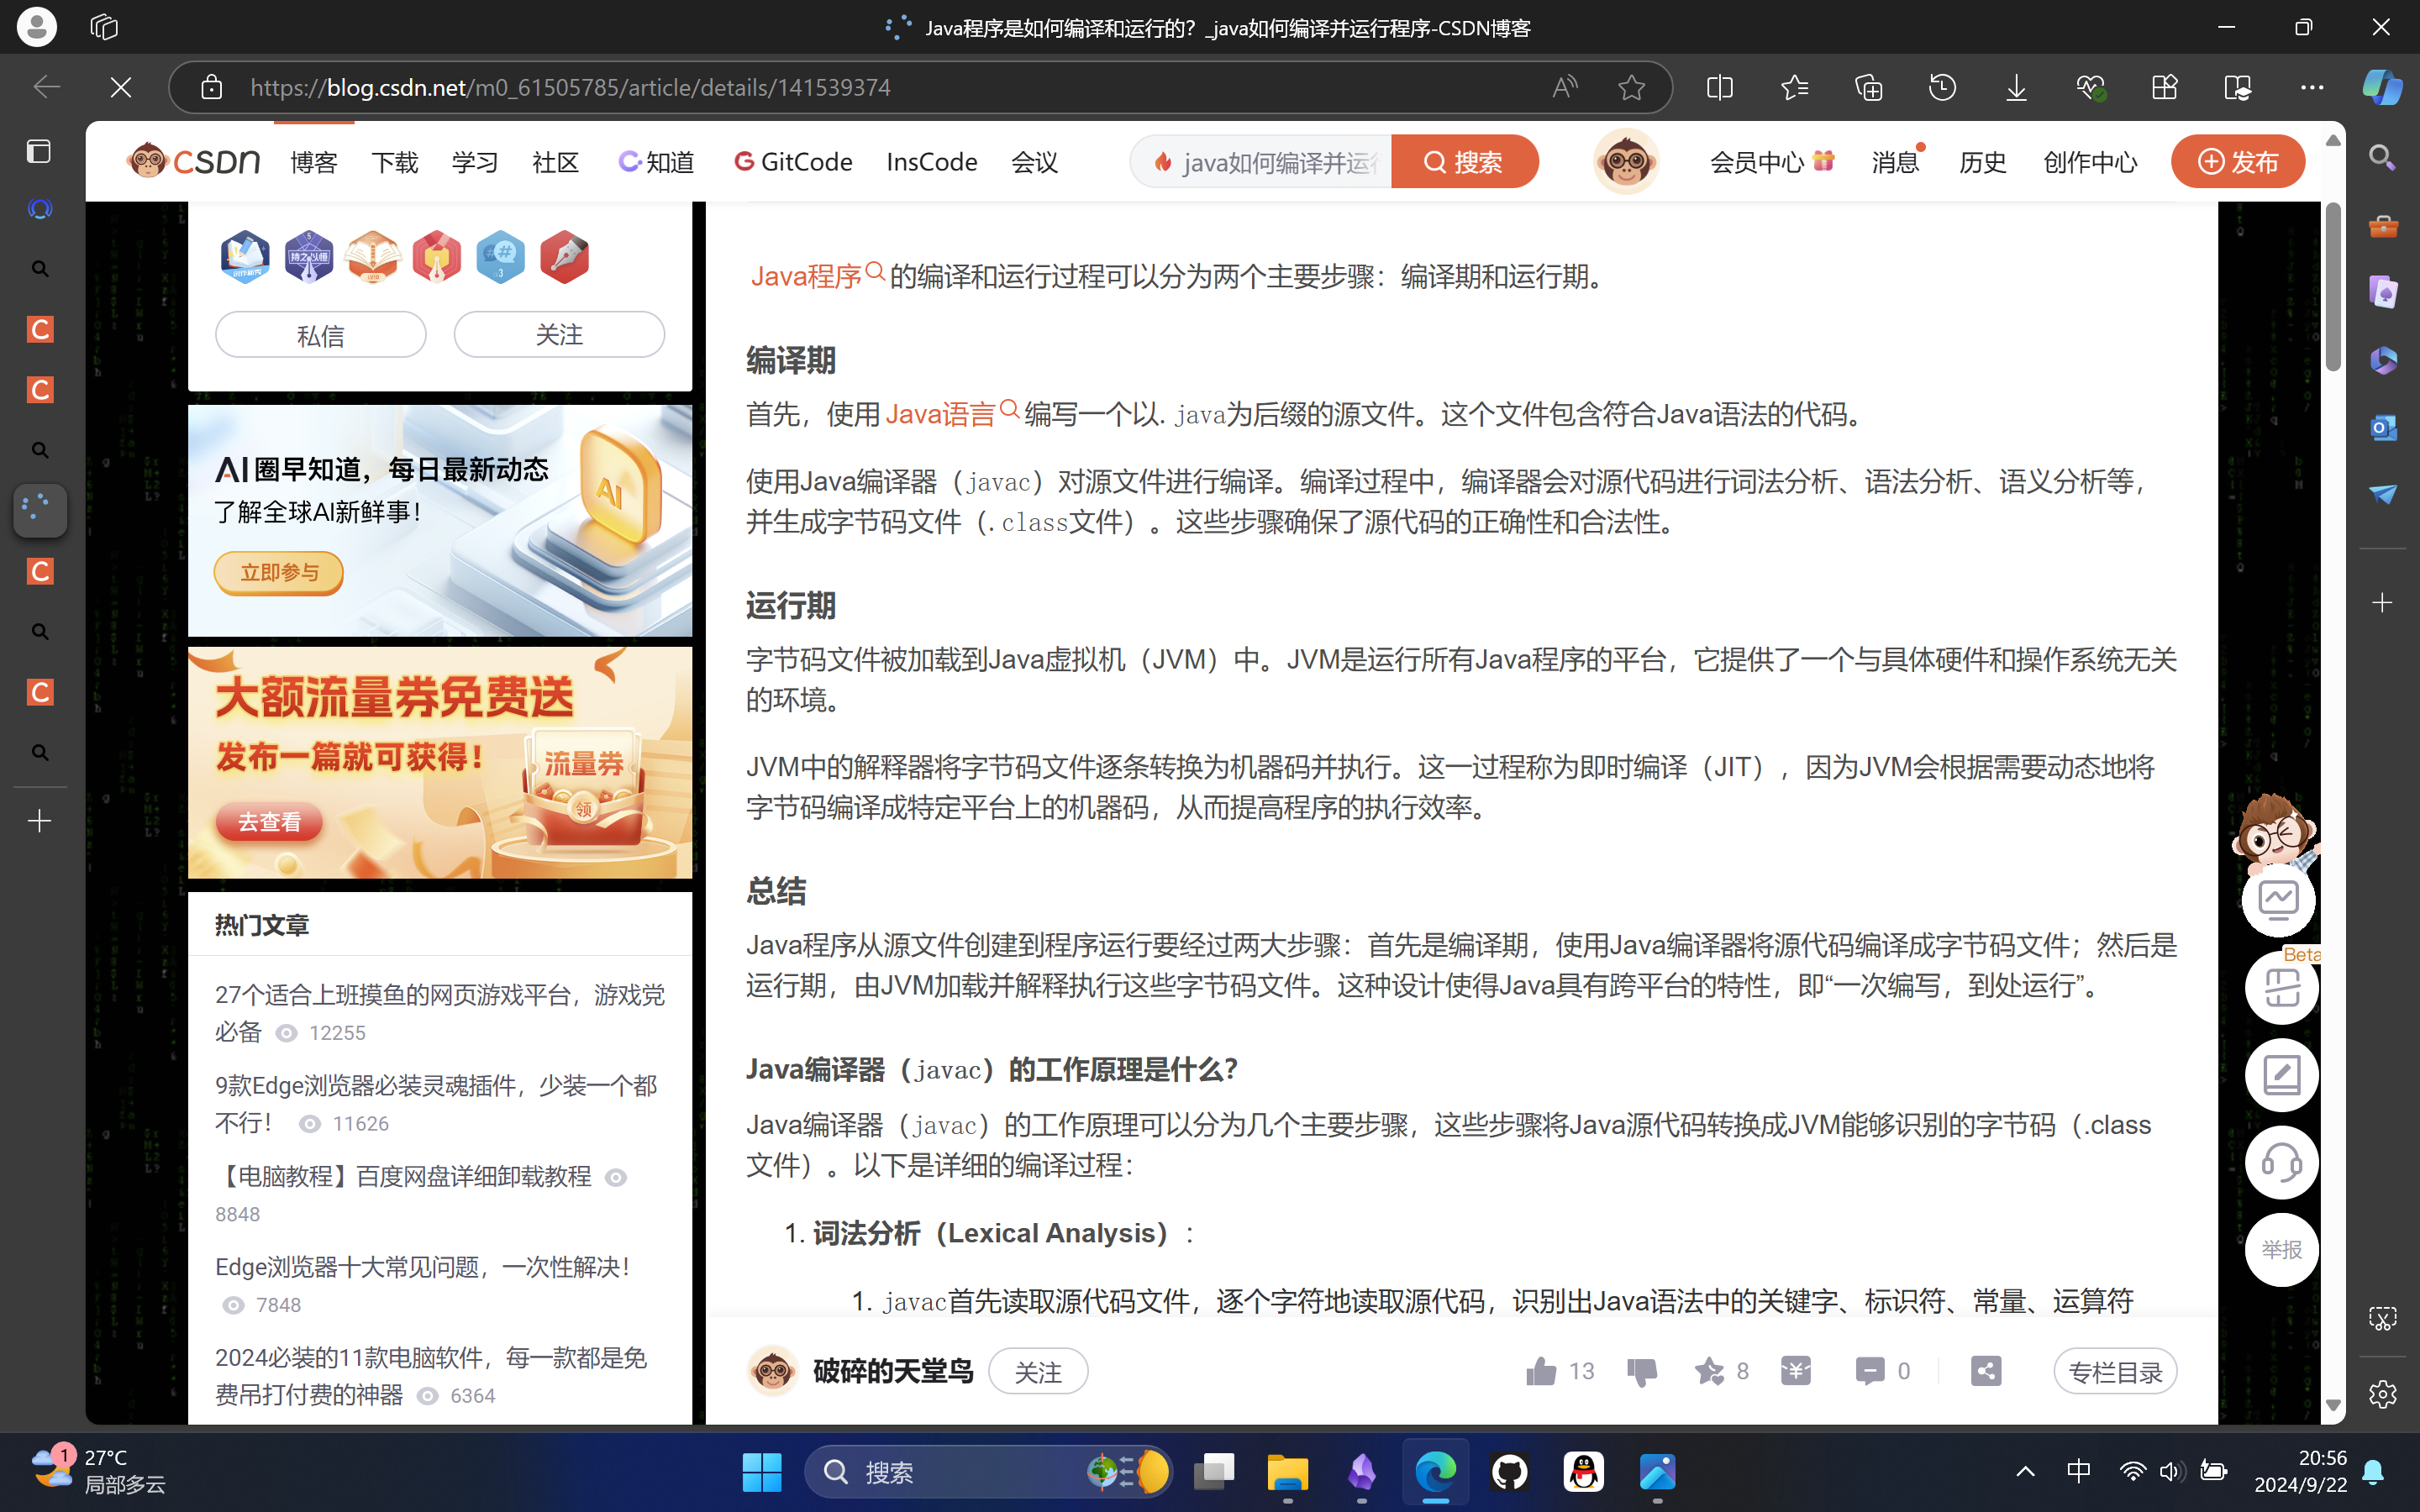 Java程序是如何编译和运行的？_java如何编译并运行程序-CSDN博客
https://blog.csdn.net/m0_61505785/article/details/141539374
CSDN 博客 下载 学习 社区 知道 GitCode InsCode 会议 java如何编译并运行 搜索 会员中心 消息 历史 创作中心 发布
持之以恒
私信 关注
AI圈早知道，每日最新动态
了解全球AI新鲜事！
AI
立即参与
大额流量券免费送
发布一篇就可获得！
流量券
领
去查看
热门文章
27个适合上班摸鱼的网页游戏平台，游戏党
必备 12255
9款Edge浏览器必装灵魂插件，少装一个都
不行！ 11626
【电脑教程】百度网盘详细卸载教程
8848
Edge浏览器十大常见问题，一次性解决！
7848
2024必装的11款电脑软件，每一款都是免
费吊打付费的神器 6364
Java程序的编译和运行过程可以分为两个主要步骤：编译期和运行期。
编译期
首先，使用Java语言编写一个以.java为后缀的源文件。这个文件包含符合Java语法的代码。
使用Java编译器（javac）对源文件进行编译。编译过程中，编译器会对源代码进行词法分析、语法分析、语义分析等，
并生成字节码文件（.class文件）。这些步骤确保了源代码的正确性和合法性。
运行期
字节码文件被加载到Java虚拟机（JVM）中。JVM是运行所有Java程序的平台，它提供了一个与具体硬件和操作系统无关
的环境。
JVM中的解释器将字节码文件逐条转换为机器码并执行。这一过程称为即时编译（JIT），因为JVM会根据需要动态地将
字节码编译成特定平台上的机器码，从而提高程序的执行效率。
总结
Java程序从源文件创建到程序运行要经过两大步骤：首先是编译期，使用Java编译器将源代码编译成字节码文件；然后是
运行期，由JVM加载并解释执行这些字节码文件。这种设计使得Java具有跨平台的特性，即“一次编写，到处运行”。
Java编译器（javac）的工作原理是什么？
Java编译器（javac）的工作原理可以分为几个主要步骤，这些步骤将Java源代码转换成JVM能够识别的字节码（.class
文件）。以下是详细的编译过程：
1. 词法分析（Lexical Analysis）：
1. javac首先读取源代码文件，逐个字符地读取源代码，识别出Java语法中的关键字、标识符、常量、运算符
破碎的天堂鸟 关注 13 8 0 专栏目录
Beta
举报
1
27°C
局部多云
搜索
中
20:56
2024/9/22